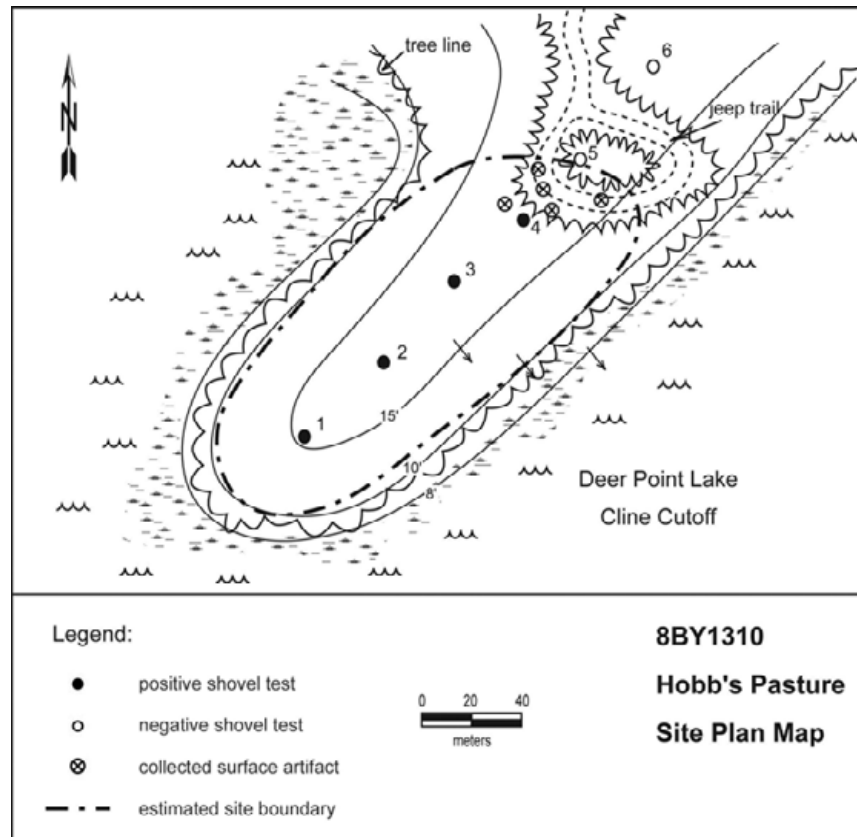 N
tree line
6
jeep trail
5
4
3
2
1
15'
10'
8'
Deer Point Lake
Cline Cutoff
Legend:
positive shovel test
negative shovel test
collected surface artifact
estimated site boundary
0 20 40
meters
8BY1310
Hobb's Pasture
Site Plan Map